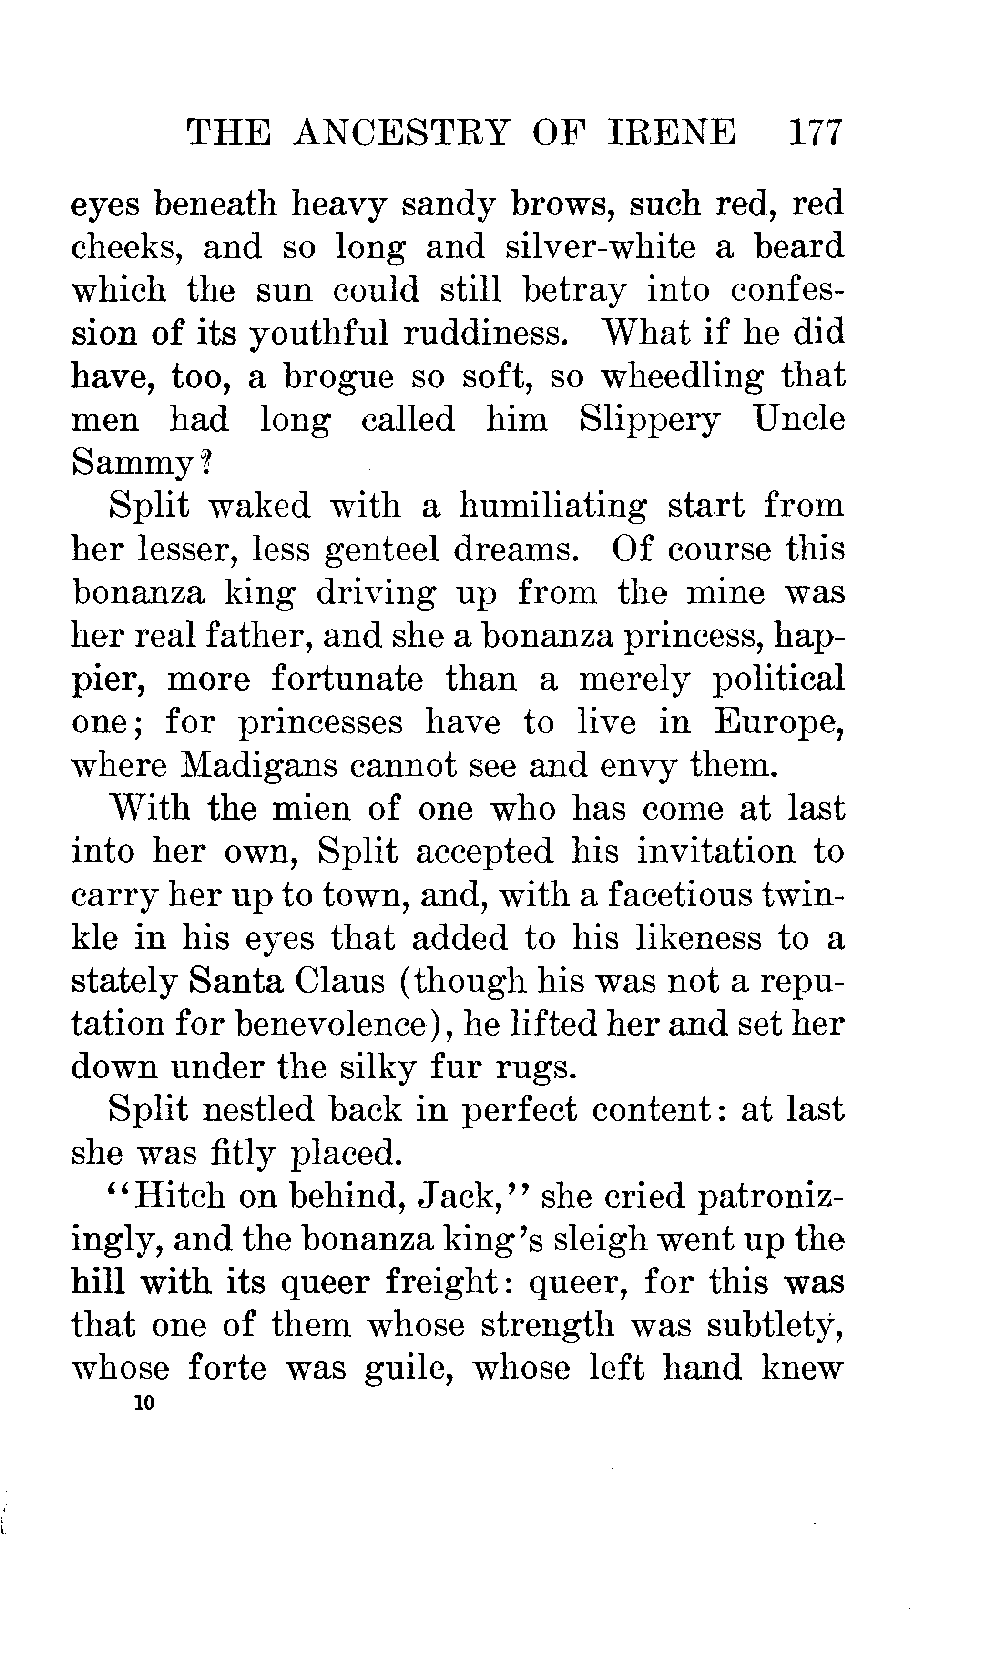 THE ANCESTRY OF IRENE 177
eyes beneath heavy sandy brows, such red, red
cheeks, and so long and silver-white a beard
which the sun could still betray into confes-
sion of its youthful ruddiness. What if he did
have, too, a brogue so soft, so wheedling that
men had long called him Slippery Uncle
Sammy?
Split waked with a humiliating start from
her lesser, less genteel dreams. Of course this
bonanza king driving up from the mine was
her real father, and she a bonanza princess, hap-
pier, more fortunate than a merely political
one; for princesses have to live in Europe,
where Madigans cannot see and envy them.
With the mien of one who has come at last
into her own, Split accepted his invitation to
carry her up to town, and, with a facetious twin-
kle in his eyes that added to his likeness to a
stately Santa Claus (though his was not a repu-
tation for benevolence), he lifted her and set her
down under the silky fur rugs.
Split nestled back in perfect content: at last
she was fitly placed.
"Hitch on behind, Jack," she cried patroniz-
ingly, and the bonanza king's sleigh went up the
hill with its queer freight: queer, for this was
that one of them whose strength was subtlety,
whose forte was guile, whose left hand knew
10